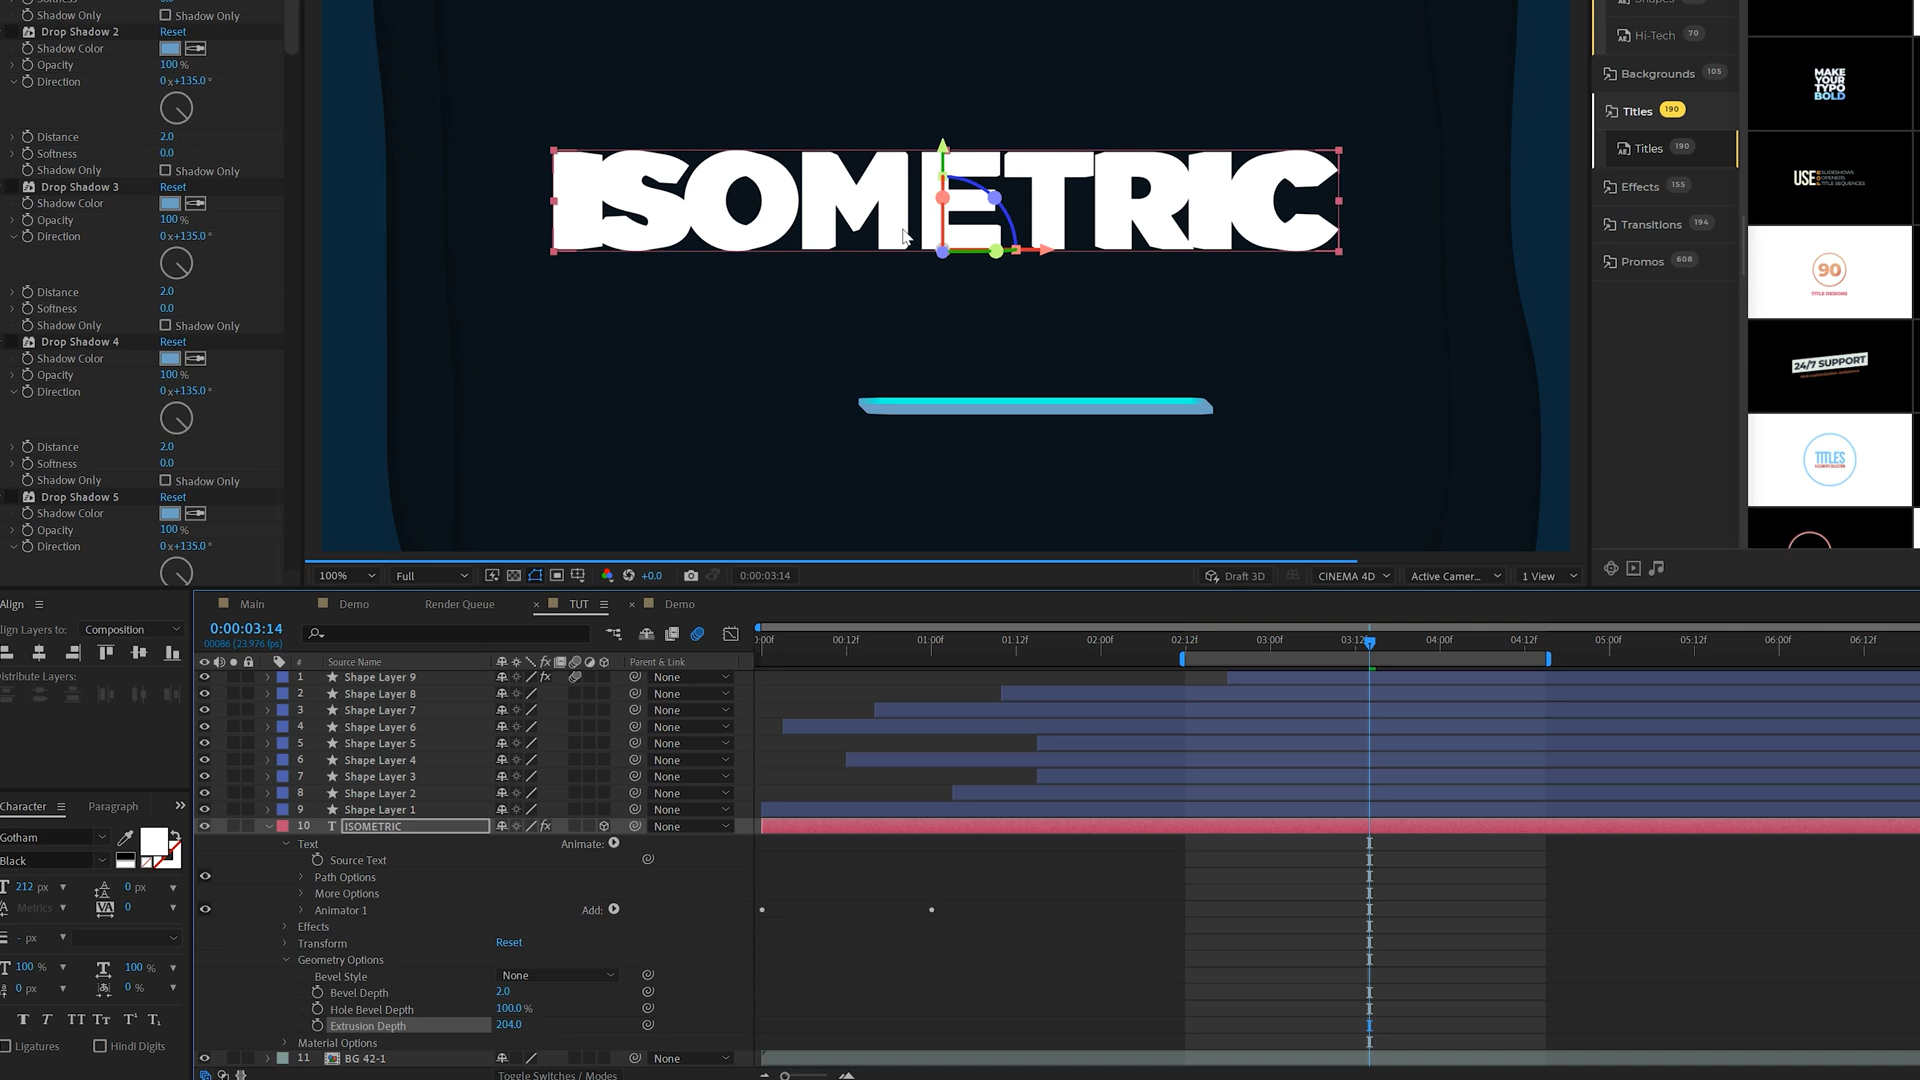 Shadow Only
Shadow Only
Drop Shadow 2
Reset
Shadow Color
Opacity
100 %
Direction
0 x+135.0 °
Distance
2.0
Softness
0.0
Shadow Only
Shadow Only
Drop Shadow 3
Reset
Shadow Color
Opacity
100 %
Direction
0 x+135.0 °
Distance
2.0
Softness
0.0
Shadow Only
Shadow Only
Drop Shadow 4
Reset
Shadow Color
Opacity
100 %
Direction
0 x+135.0 °
Distance
2.0
Softness
0.0
Shadow Only
Shadow Only
Drop Shadow 5
Reset
Shadow Color
Opacity
100 %
Direction
0 x+135.0 °
ISOMETRIC
Hi-Tech 70
Backgrounds 105
Titles 190
Titles 190
Effects 155
Transitions 194
Promos 608
MAKE
YOUR
TYPO
BOLD
USE
SLIDESHOWS
OPENERS
TITLE SEQUENCES
90
TITLE DESIGNS
24/7 SUPPORT
TITLES
100%
Full
+0.0
0:00:03:14
Draft 3D
CINEMA 4D
Active Camer...
1 View
Align
lign Layers to:
Composition
istribute Layers:
Character
Paragraph
Gotham
Black
212 px
0 px
Metrics
0
- px
100 %
100 %
0 px
0 %
Ligatures
Hindi Digits
Main
Demo
Render Queue
TUT
Demo
0:00:03:14
00086 (23.976 fps)
#
Source Name
Parent & Link
:00f
00:12f
01:00f
01:12f
02:00f
02:12f
03:00f
03:12f
04:00f
04:12f
05:00f
05:12f
06:00f
06:12f
1 Shape Layer 9 None
2 Shape Layer 8 None
3 Shape Layer 7 None
4 Shape Layer 6 None
5 Shape Layer 5 None
6 Shape Layer 4 None
7 Shape Layer 3 None
8 Shape Layer 2 None
9 Shape Layer 1 None
10 T ISOMETRIC None
Text
Animate:
Source Text
Path Options
More Options
Animator 1
Add:
Effects
Transform
Reset
Geometry Options
Bevel Style
None
Bevel Depth
2.0
Hole Bevel Depth
100.0 %
Extrusion Depth
204.0
Material Options
11 BG 42-1 None
Toggle Switches / Modes